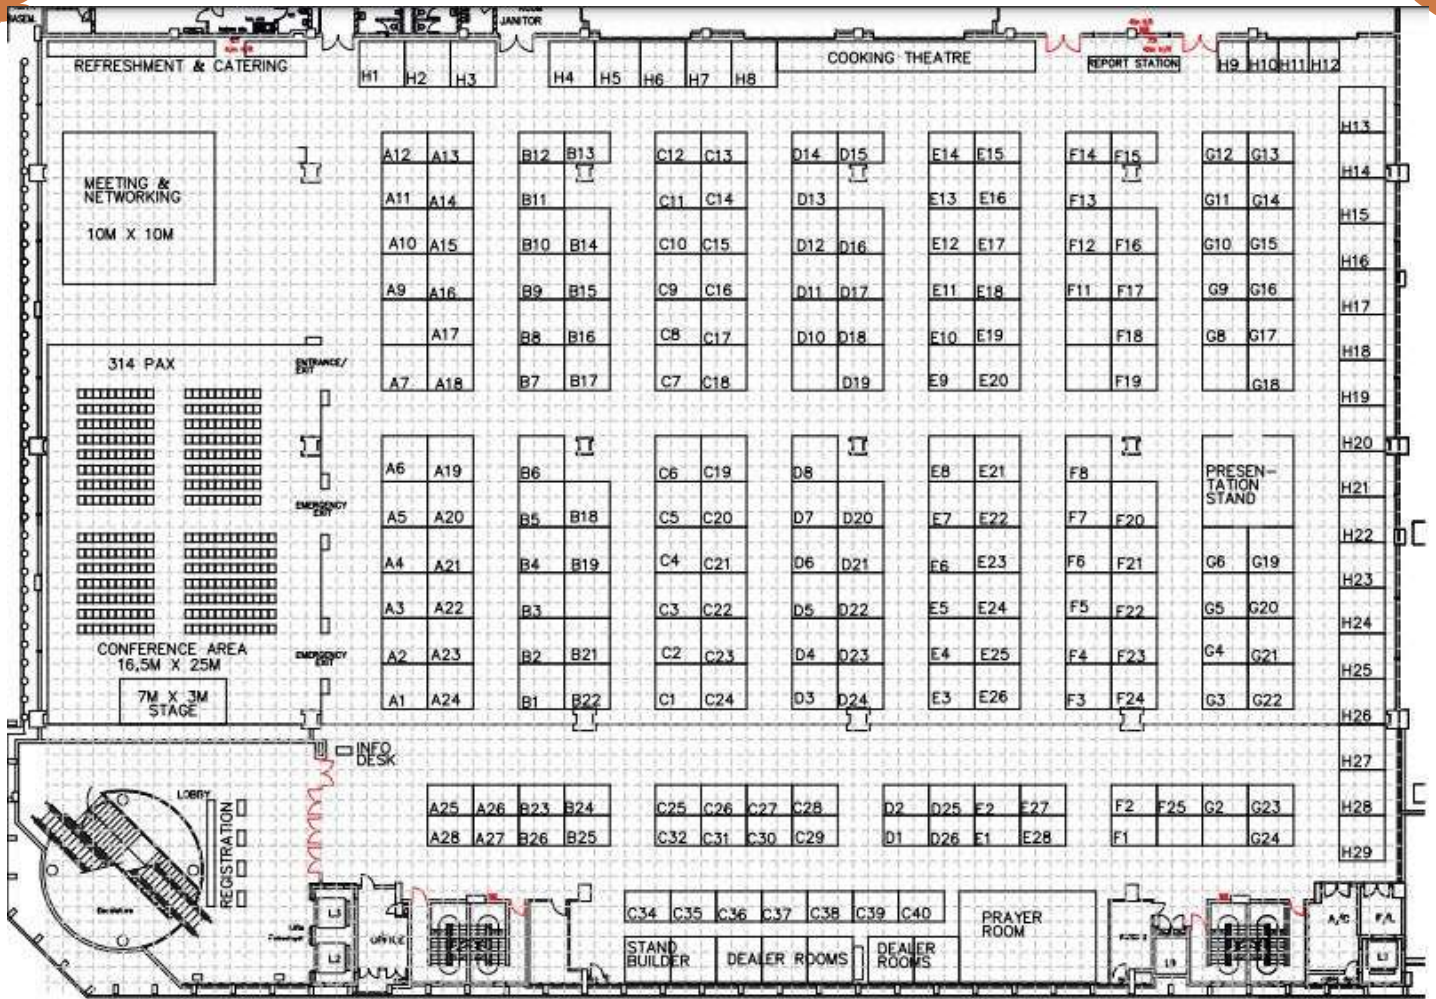 JANITOR
BASEM.
REFRESHMENT & CATERING
H1 H2 H3 H4 H5 H6 H7 H8
COOKING THEATRE
REPORT STATION
H9 H10 H11 H12
H13
A12 A13 B12 B13 C12 C13 D14 D15 E14 E15 F14 F15 G12 G13
H14
MEETING &
NETWORKING
10M X 10M
A11 A14 B11 C11 C14 D13 E13 E16 F13 G11 G14
H15
A10 A15 B10 B14 C10 C15 D12 D16 E12 E17 F12 F16 G10 G15
H16
A9 A16 B9 B15 C9 C16 D11 D17 E11 E18 F11 F17 G9 G16
H17
A17 B8 B16 C8 C17 D10 D18 E10 E19 F18 G8 G17
H18
314 PAX
ENTRANCE/
EXIT
A7 A18 B7 B17 C7 C18 D19 E9 E20 F19 G18
H19
H20
A6 A19 B6 C6 C19 D8 E8 E21 F8
PRESEN-
TATION
STAND
H21
EMERGENCY
EXIT
A5 A20 B5 B18 C5 C20 D7 D20 E7 E22 F7 F20
H22
A4 A21 B4 B19 C4 C21 D6 D21 E6 E23 F6 F21 G6 G19
H23
A3 A22 B3 C3 C22 D5 D22 E5 E24 F5 F22 G5 G20
H24
CONFERENCE AREA
16,5M X 25M
EMERGENCY
EXIT
A2 A23 B2 B21 C2 C23 D4 D23 E4 E25 F4 F23 G4 G21
H25
7M X 3M
STAGE
A1 A24 B1 B22 C1 C24 D3 D24 E3 E26 F3 F24 G3 G22
H26
INFO
DESK
H27
LOBBY
REGISTRATION
A25 A26 B23 B24 C25 C26 C27 C28 D2 D25 E2 E27 F2 F25 G2 G23
H28
A28 A27 B26 B25 C32 C31 C30 C29 D1 D26 E1 E28 F1 G24
H29
Escalators
L3
L2
OFFICE
C34 C35 C36 C37 C38 C39 C40
PRAYER
ROOM
STAND
BUILDER
DEALER ROOMS
DEALER
ROOMS
A/C